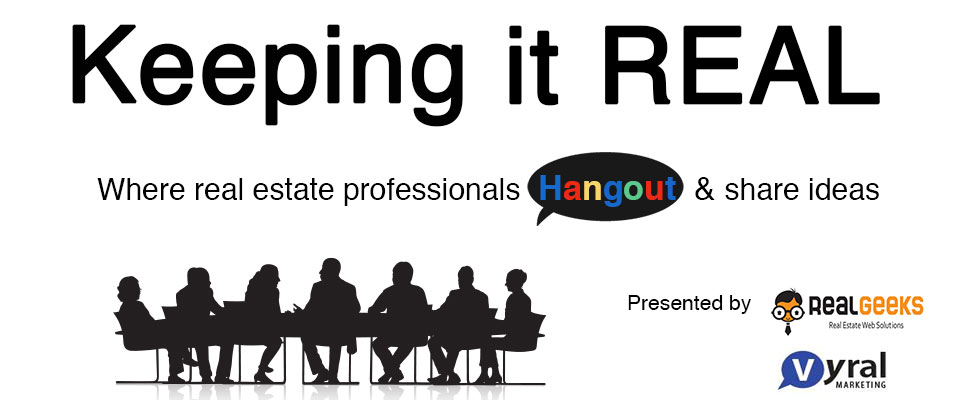 Keeping it REAL
Where real estate professionals Hangout & share ideas
Presented by
REALGEEKS
Real Estate Web Solutions
Vyral
MARKETING